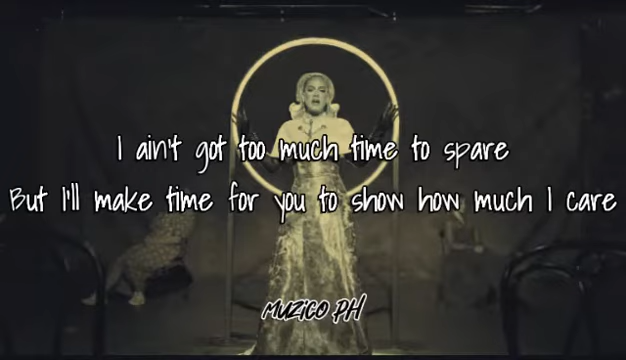 I ain't got too much time to spare
But I'll make time for you to show how much I care
MUZICO PH